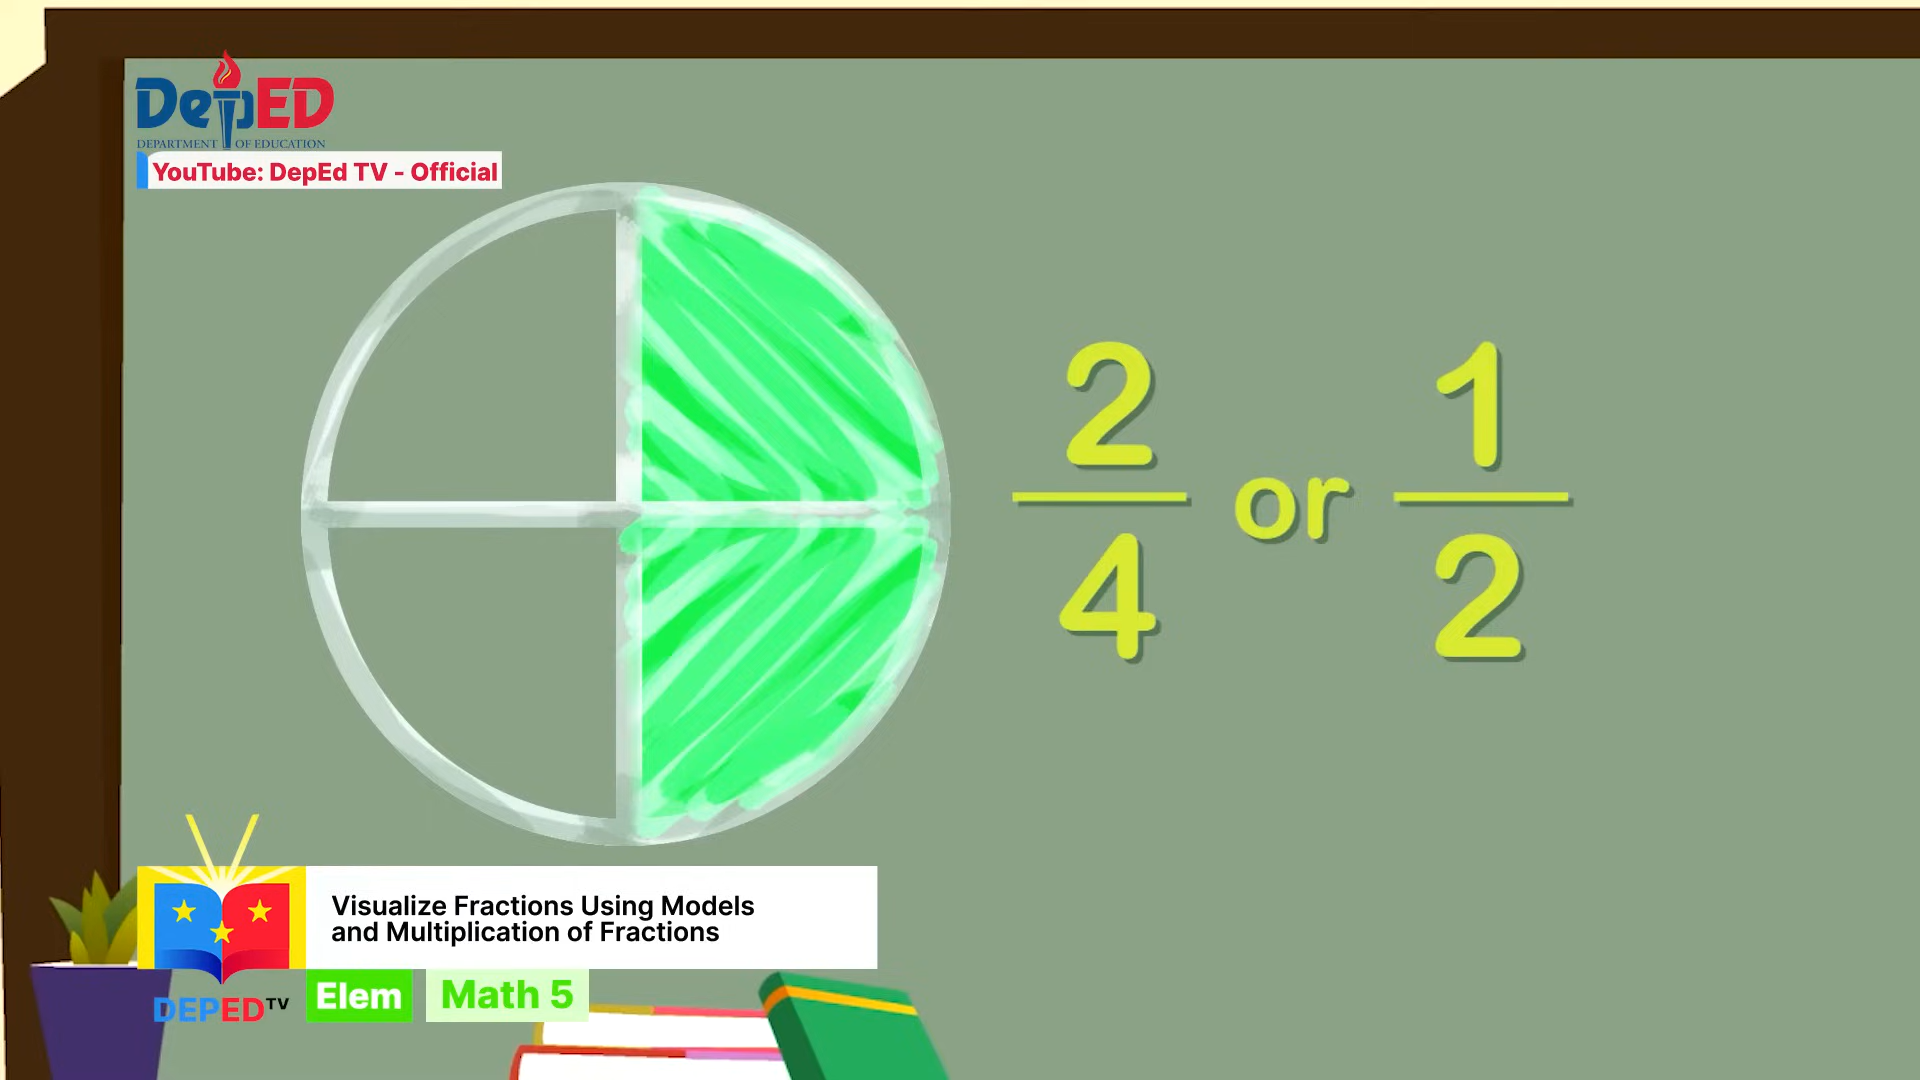 DepED
DEPARTMENT OF EDUCATION
YouTube: DepEd TV - Official
2/4 or 1/2
Visualize Fractions Using Models
and Multiplication of Fractions
DEPED TV
Elem
Math 5